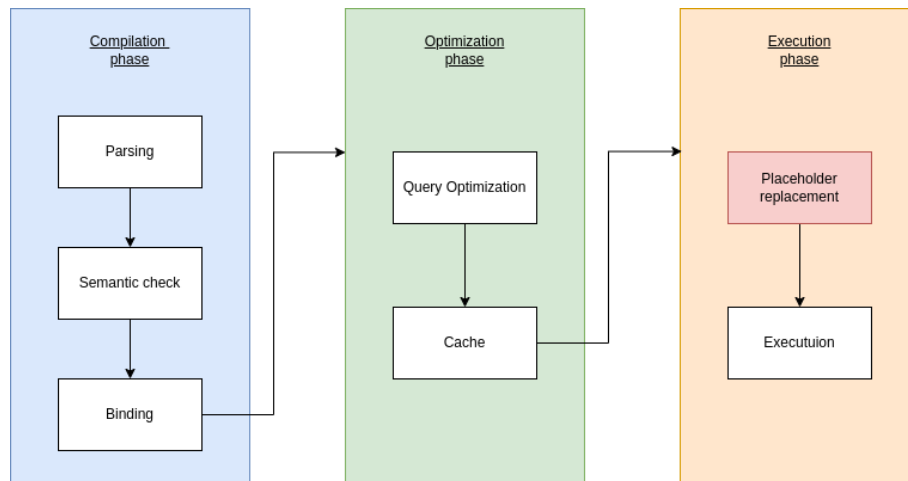 Compilation
phase
Parsing
Semantic check
Binding
Optimization
phase
Query Optimization
Cache
Execution
phase
Placeholder
replacement
Executuion